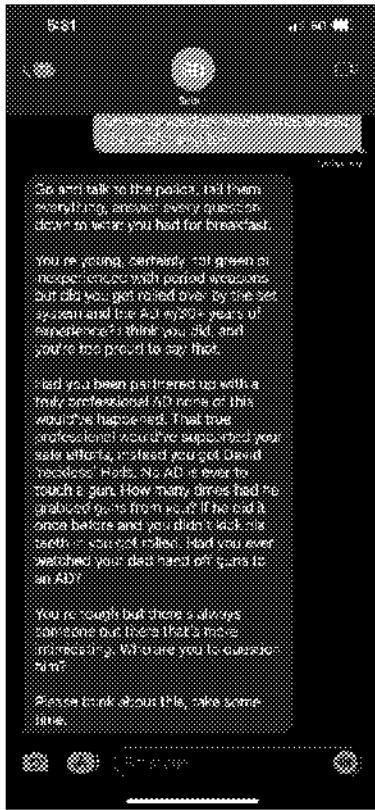 Go and talk to the police, tell them
everything, answer every question
down to what you had for breakfast.
You're young, certainly not green or
inexperienced with period weapons
but did you get rolled over by the set
system and the AD w/30+ years of
experience? I think you did, and
you're too proud to say that.
Had you been partnered up with a
truly professional AD none of this
would've happened. That true
professional would've supported your
safe efforts, instead you got David
Halls. No AD is ever to
touch a gun. How many times had he
grabbed guns from you? If he did it
once before and you didn't kick his
teeth in you got rolled. Had you ever
watched your dad hand off guns to
an AD?
You're tough but there's always
someone out there that's more
intimidating. Who are you to question
him?
Please think about this, take some
time.